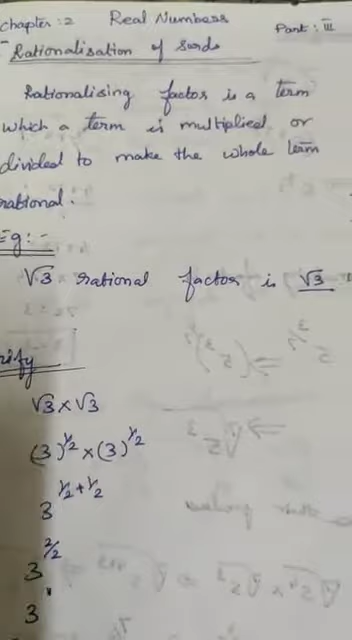 Chapter : 2 Real Numbers Part : III
Rationalisation of Surds
Rationalising factor is a term
which a term is multiplied or
divided to make the whole term
rational.
Eg:-
√3 rational factor is √3
rify
√3 × √3
(3)^1/2 × (3)^1/2
3^1/2 + 1/2
3^2/2
3